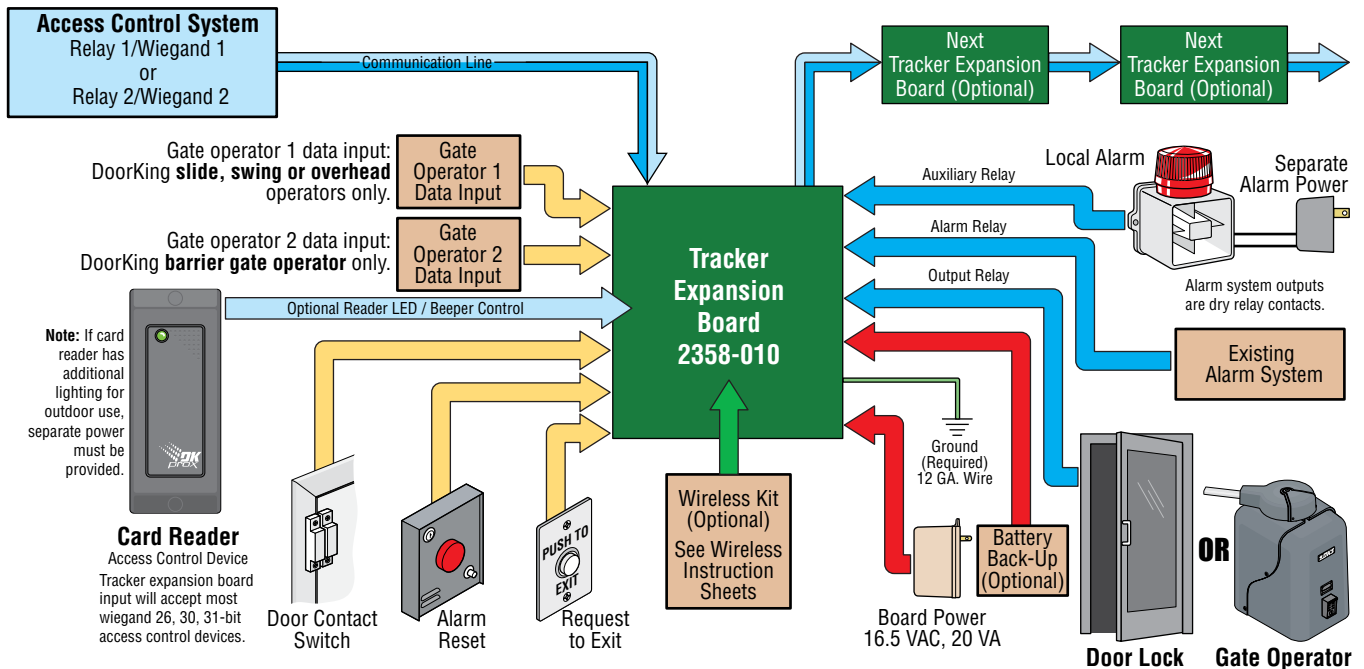 Access Control System
Relay 1/Wiegand 1
or
Relay 2/Wiegand 2
Communication Line
Next
Tracker Expansion
Board (Optional)
Next
Tracker Expansion
Board (Optional)
Gate operator 1 data input:
DoorKing slide, swing or overhead
operators only.
Gate
Operator 1
Data Input
Gate operator 2 data input:
DoorKing barrier gate operator only.
Gate
Operator 2
Data Input
Optional Reader LED / Beeper Control
Note: If card
reader has
additional
lighting for
outdoor use,
separate power
must be
provided.
DK
prox
Card Reader
Access Control Device
Tracker expansion board
input will accept most
wiegand 26, 30, 31-bit
access control devices.
Door Contact
Switch
Alarm
Reset
PUSH TO
EXIT
Request
to Exit
Tracker
Expansion
Board
2358-010
Wireless Kit
(Optional)
See Wireless
Instruction
Sheets
Auxiliary Relay
Alarm Relay
Output Relay
Local Alarm
Separate
Alarm Power
Alarm system outputs
are dry relay contacts.
Existing
Alarm System
Ground
(Required)
12 GA. Wire
Board Power
16.5 VAC, 20 VA
Battery
Back-Up
(Optional)
Door Lock
OR
Gate Operator